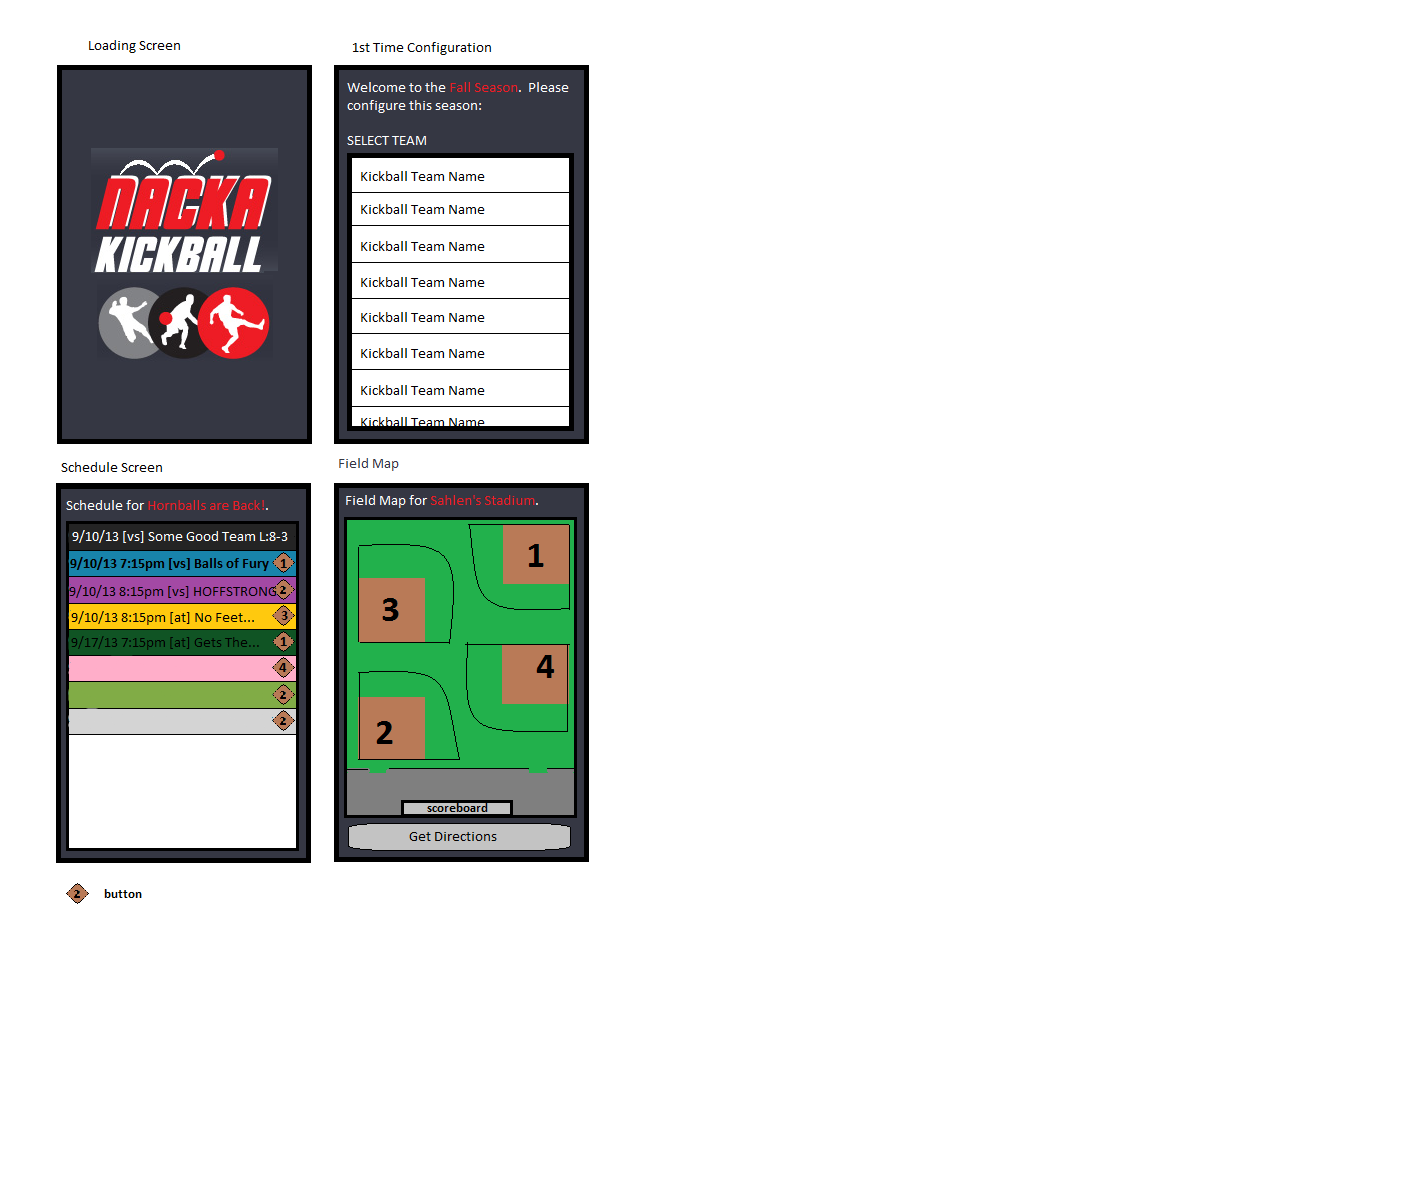 Loading Screen
NACKA
KICKBALL
1st Time Configuration
Welcome to the Fall Season.  Please
configure this season:
SELECT TEAM
Kickball Team Name
Kickball Team Name
Kickball Team Name
Kickball Team Name
Kickball Team Name
Kickball Team Name
Kickball Team Name
Kickball Team Name
Schedule Screen
Schedule for Hornballs are Back!.
9/10/13 [vs] Some Good Team L:8-3
9/10/13 7:15pm [vs] Balls of Fury 1
9/10/13 8:15pm [vs] HOFFSTRONG 2
9/10/13 8:15pm [at] No Feet... 3
9/17/13 7:15pm [at] Gets The... 1
4
2
2
2 button
Field Map
Field Map for Sahlen's Stadium.
1
3
4
2
scoreboard
Get Directions